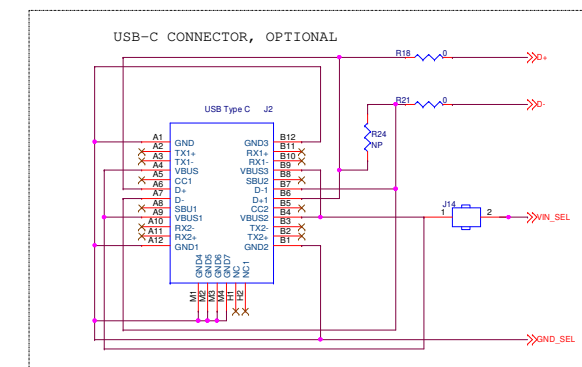 USB-C CONNECTOR, OPTIONAL
R18 0 D+
R21 0 D-
USB Type C J2
R24
NP
A1 GND GND3 B12
A2 TX1+ RX1+ B11
A3 TX1- RX1- B10
A4 VBUS VBUS3 B9
A5 CC1 SBU2 B8
A6 D+ D-1 B7
A7 D- D+1 B6
A8 SBU1 CC2 B5
A9 VBUS1 VBUS2 B4
A10 RX2- TX2- B3
A11 RX2+ TX2+ B2
A12 GND1 GND2 B1
J14
1 2 VIN_SEL
GND4 GND5 GND6 GND7 NC NC1
M1 M2 M3 M4 H1 H2
GND_SEL